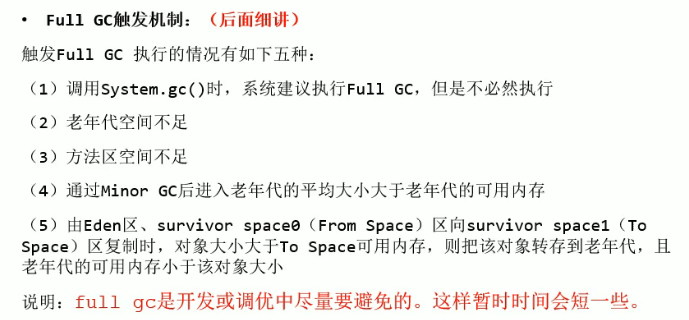 • Full GC触发机制：（后面细讲）
触发Full GC 执行的情况有如下五种：
（1）调用System.gc()时，系统建议执行Full GC，但是不必然执行
（2）老年代空间不足
（3）方法区空间不足
（4）通过Minor GC后进入老年代的平均大小大于老年代的可用内存
（5）由Eden区、survivor space0（From Space）区向survivor space1（To
Space）区复制时，对象大小大于To Space可用内存，则把该对象转存到老年代，且
老年代的可用内存小于该对象大小
说明：full gc是开发或调优中尽量要避免的。这样暂时时间会短一些。